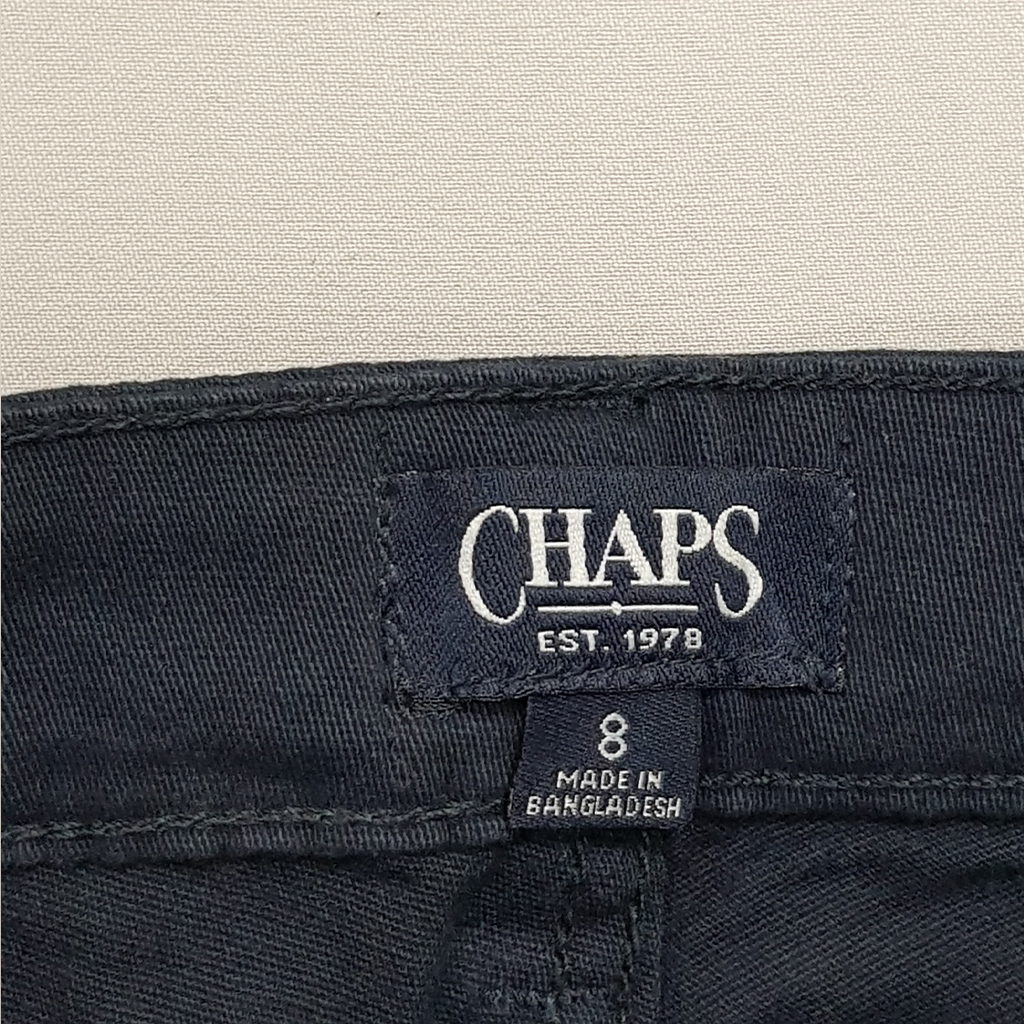 CHAPS
EST. 1978
8
MADE IN
BANGLADESH